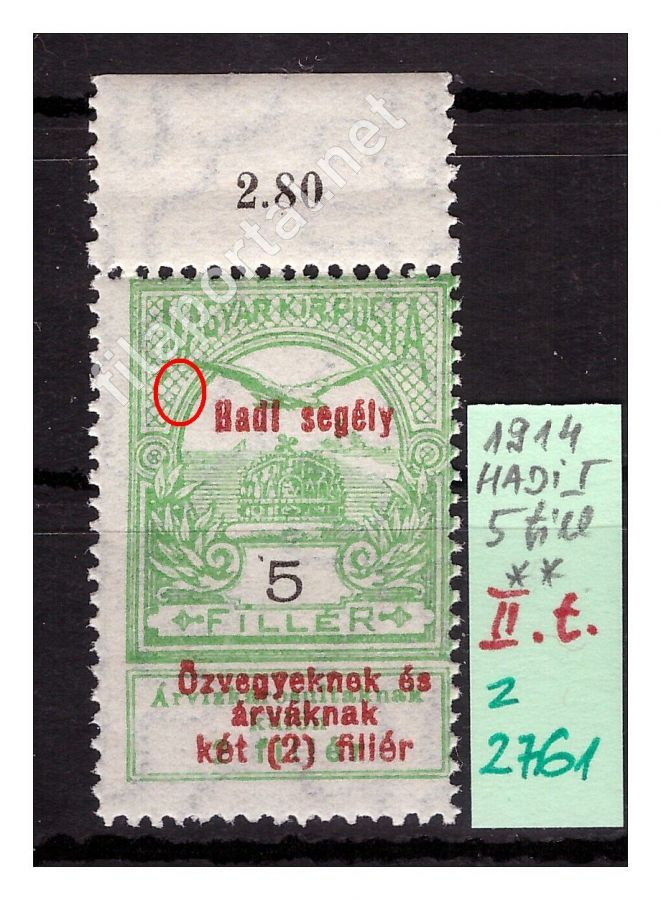 2.80
filaportal.net
MAGYAR KIR. POSTA
Hadi segély
5
FILLÉR
Özvegyeknek és
árváknak
két (2) fillér
1914
HADi I
5 fill
**
II. t.
2
2761